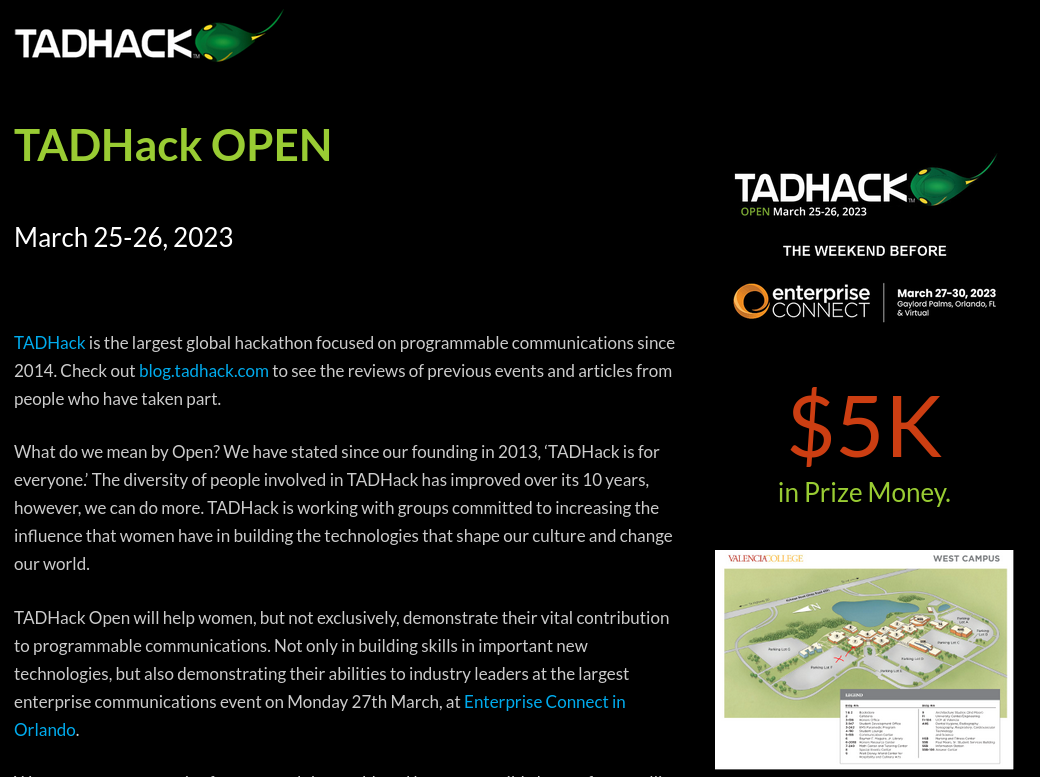 TADHACK
TADHack OPEN
March 25-26, 2023
TADHack is the largest global hackathon focused on programmable communications since
2014. Check out blog.tadhack.com to see the reviews of previous events and articles from
people who have taken part.
What do we mean by Open? We have stated since our founding in 2013, ‘TADHack is for
everyone.’ The diversity of people involved in TADHack has improved over its 10 years,
however, we can do more. TADHack is working with groups committed to increasing the
influence that women have in building the technologies that shape our culture and change
our world.
TADHack Open will help women, but not exclusively, demonstrate their vital contribution
to programmable communications. Not only in building skills in important new
technologies, but also demonstrating their abilities to industry leaders at the largest
enterprise communications event on Monday 27th March, at Enterprise Connect in
Orlando.
TADHACK
TM
OPEN March 25-26, 2023
THE WEEKEND BEFORE
enterprise
CONNECT
March 27-30, 2023
Gaylord Palms, Orlando, FL
& Virtual
$5K
in Prize Money.
VALENCIACOLLEGE
WEST CAMPUS
LEGEND